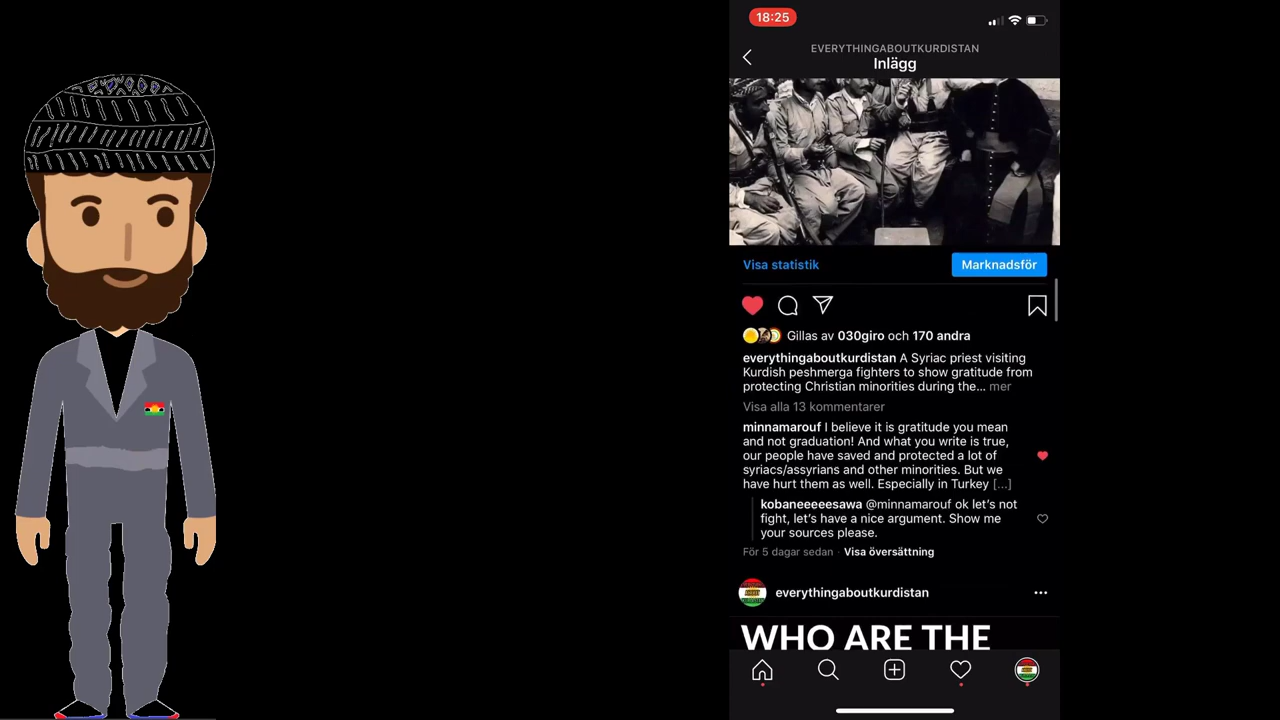 18:25
EVERYTHINGABOUTKURDISTAN
Inlägg
Visa statistik
Marknadsför
Gillas av 030giro och 170 andra
everythingaboutkurdistan A Syriac priest visiting
Kurdish peshmerga fighters to show gratitude from
protecting Christian minorities during the... mer
Visa alla 13 kommentarer
minnamarouf I believe it is gratitude you mean
and not graduation! And what you write is true,
our people have saved and protected a lot of
syriacs/assyrians and other minorities. But we
have hurt them as well. Especially in Turkey [...]
kobaneeeeesawa @minnamarouf ok let's not
fight, let's have a nice argument. Show me
your sources please.
För 5 dagar sedan · Visa översättning
everythingaboutkurdistan
WHO ARE THE